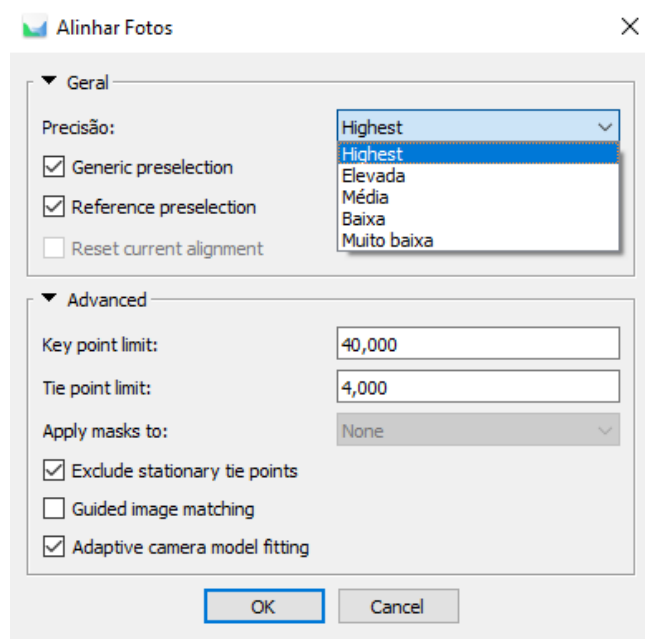 Alinhar Fotos
Geral
Precisão: Highest
Highest
Elevada
Média
Baixa
Muito baixa
Generic preselection
Reference preselection
Reset current alignment
Advanced
Key point limit: 40,000
Tie point limit: 4,000
Apply masks to: None
Exclude stationary tie points
Guided image matching
Adaptive camera model fitting
OK Cancel